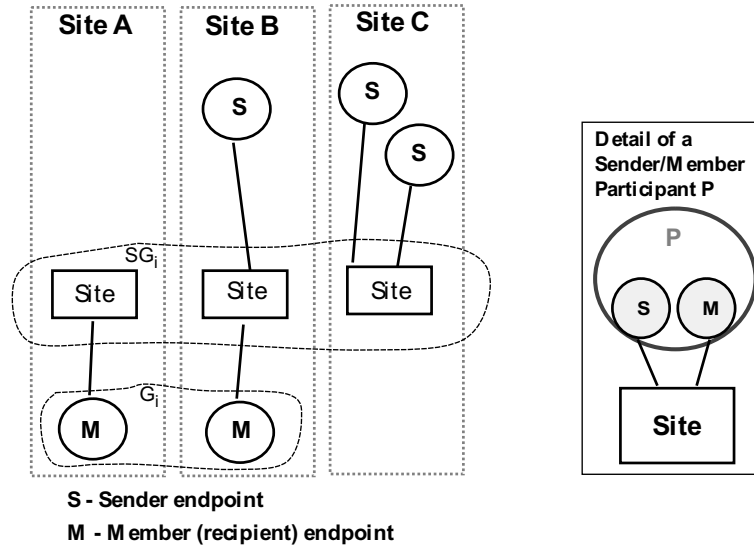 Site A
Site B
Site C
S
S
S
SGᵢ
Site
Site
Site
Gᵢ
M
M
S - Sender endpoint
M - Member (recipient) endpoint
Detail of a
Sender/Member
Participant P
P
S
M
Site